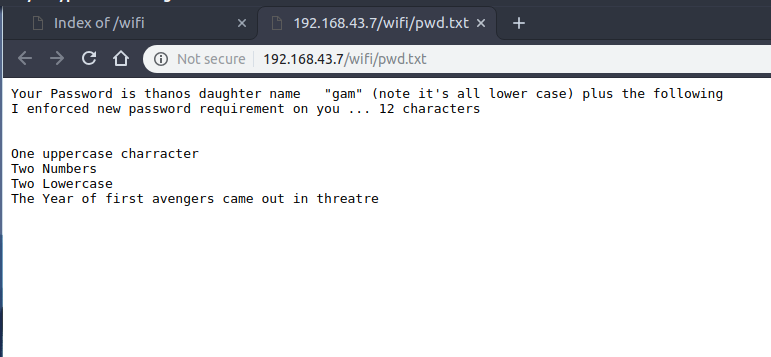 Index of /wifi
192.168.43.7/wifi/pwd.txt
Not secure 192.168.43.7/wifi/pwd.txt
Your Password is thanos daughter name "gam" (note it's all lower case) plus the following
I enforced new password requirement on you ... 12 characters
One uppercase charracter
Two Numbers
Two Lowercase
The Year of first avengers came out in threatre